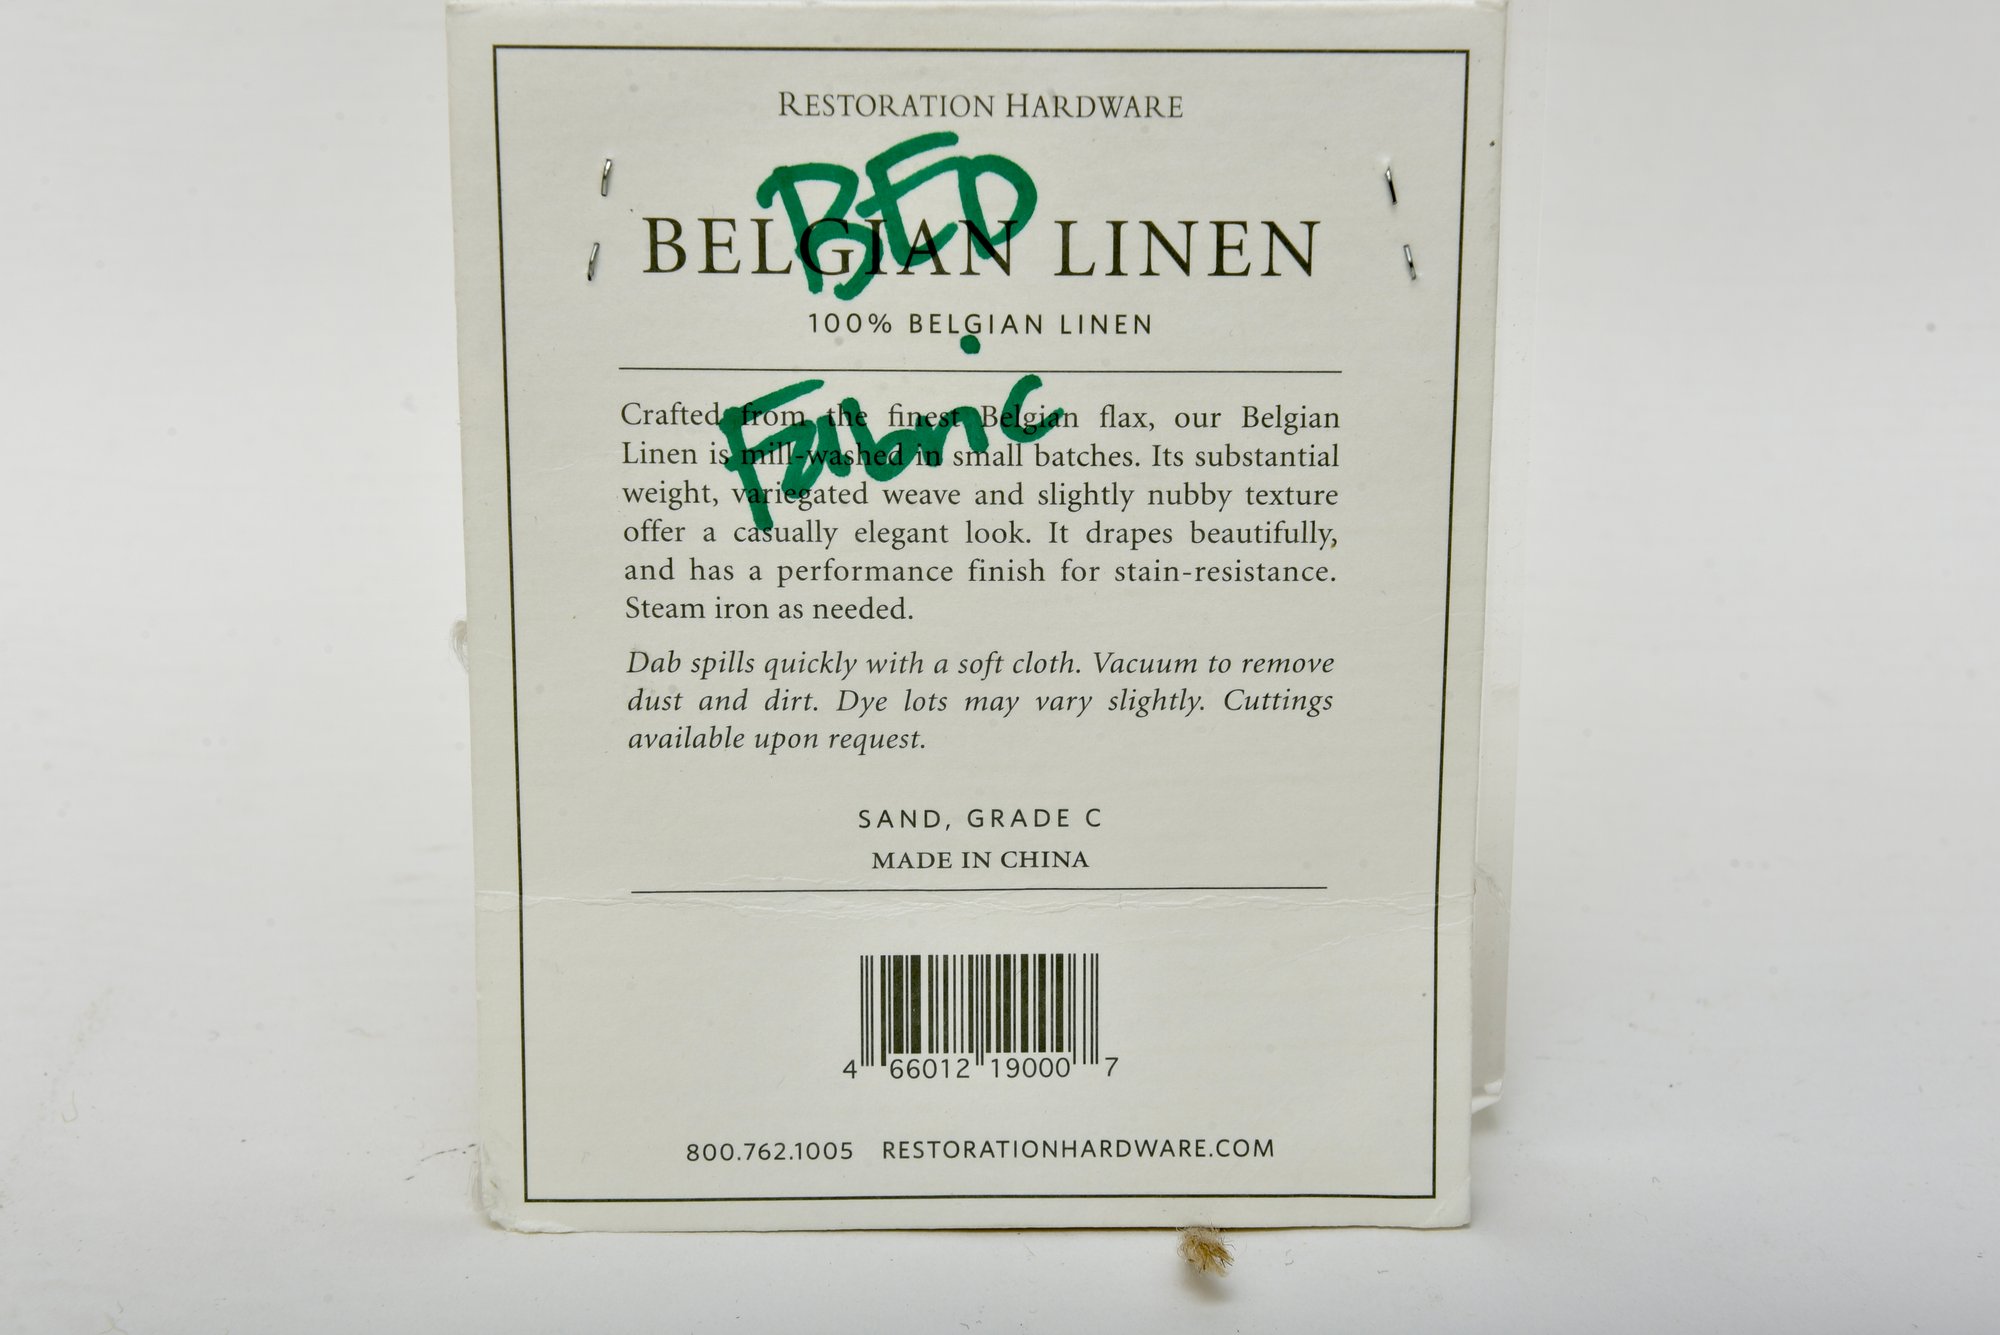 RESTORATION HARDWARE
BED
BELGIAN LINEN
100% BELGIAN LINEN
Fabric
Crafted from the finest Belgian flax, our Belgian
Linen is mill-washed in small batches. Its substantial
weight, variegated weave and slightly nubby texture
offer a casually elegant look. It drapes beautifully,
and has a performance finish for stain-resistance.
Steam iron as needed.
Dab spills quickly with a soft cloth. Vacuum to remove
dust and dirt. Dye lots may vary slightly. Cuttings
available upon request.
SAND, GRADE C
MADE IN CHINA
4 66012 19000 7
800.762.1005 RESTORATIONHARDWARE.COM